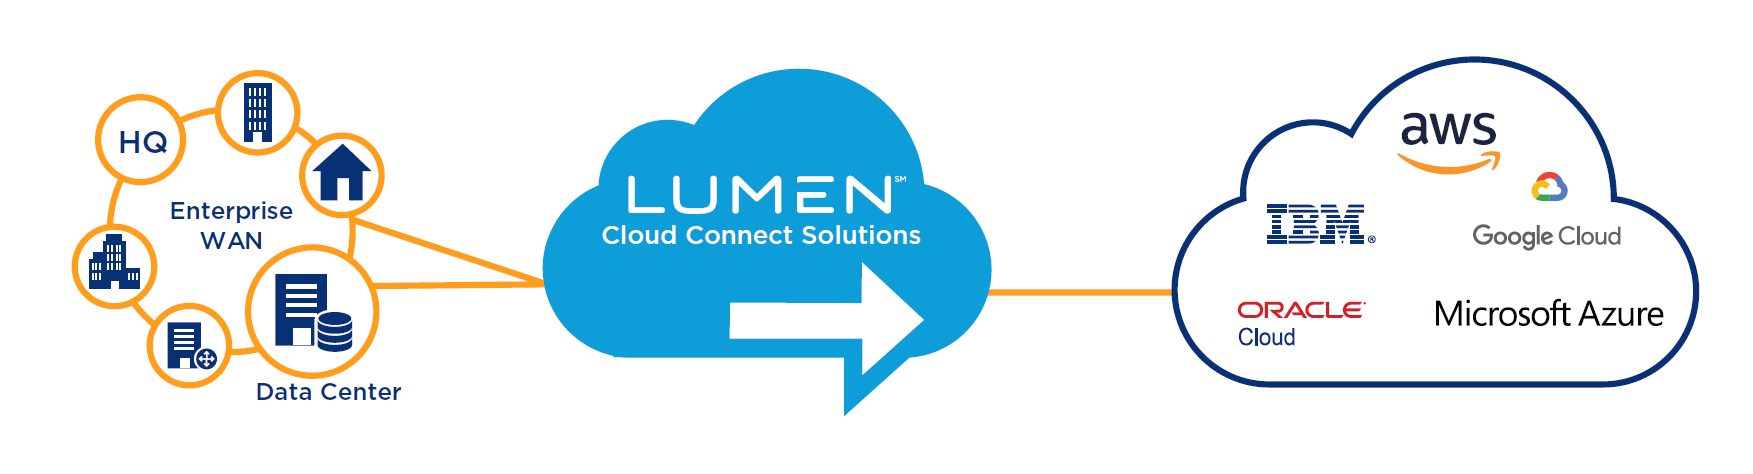 HQ
Enterprise
WAN
Data Center
LUMEN℠
Cloud Connect Solutions
aws
IBM®
Google Cloud
ORACLE®
Cloud
Microsoft Azure